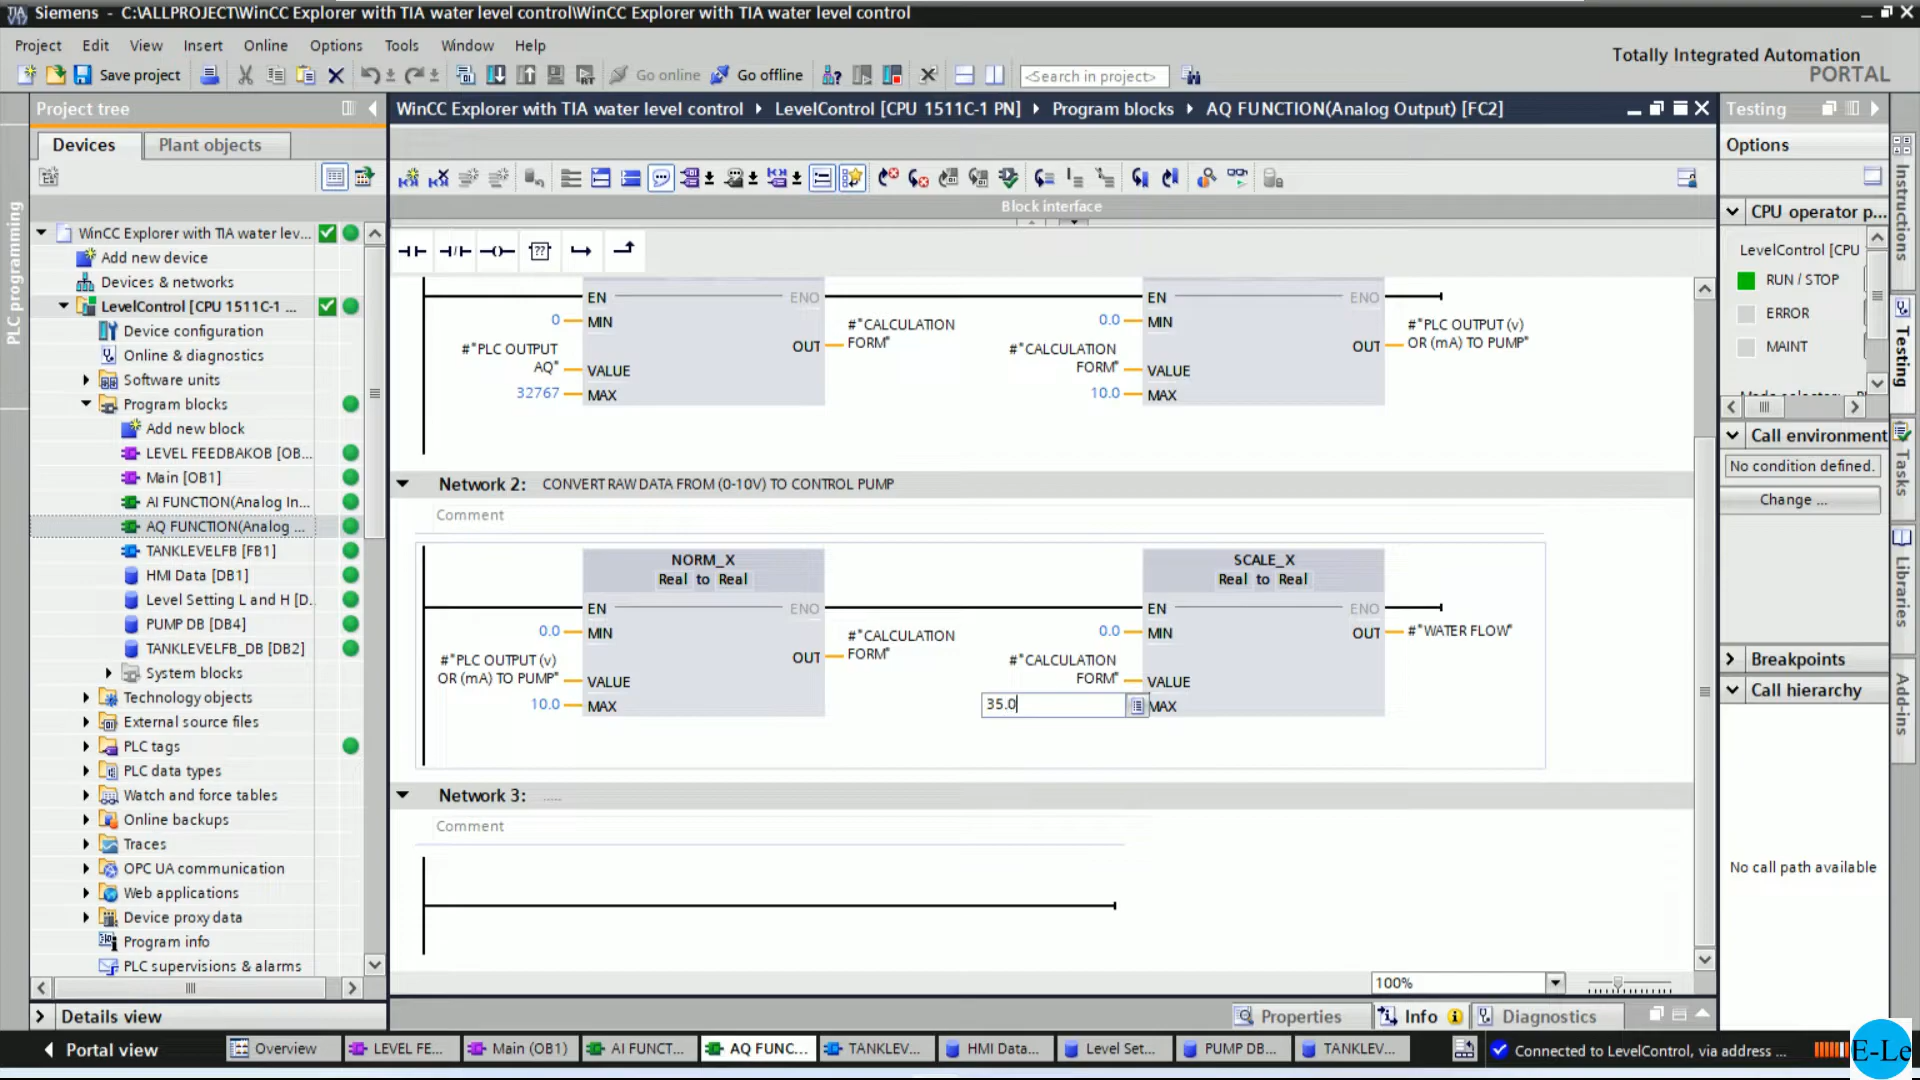 Siemens - C:\ALLPROJECT\WinCC Explorer with TIA water level control\WinCC Explorer with TIA water level control
Project Edit View Insert Online Options Tools Window Help
Totally Integrated Automation
PORTAL
Save project
Go online
Go offline
<Search in project>
Project tree
WinCC Explorer with TIA water level control
LevelControl [CPU 1511C-1 PN]
Program blocks
AQ FUNCTION(Analog Output) [FC2]
Testing
Devices
Plant objects
Options
Block interface
CPU operator p...
LevelControl [CPU
RUN / STOP
ERROR
MAINT
Call environment
No condition defined.
Change ...
Breakpoints
Call hierarchy
No call path available
PLC programming
Instructions
Testing
Tasks
Libraries
Add-ins
WinCC Explorer with TIA water lev...
Add new device
Devices & networks
LevelControl [CPU 1511C-1 ...
Device configuration
Online & diagnostics
Software units
Program blocks
Add new block
LEVEL FEEDBAKOB [OB...
Main [OB1]
AI FUNCTION(Analog In...
AQ FUNCTION(Analog ...
TANKLEVELFB [FB1]
HMI Data [DB1]
Level Setting L and H [D...
PUMP DB [DB4]
TANKLEVELFB_DB [DB2]
System blocks
Technology objects
External source files
PLC tags
PLC data types
Watch and force tables
Online backups
Traces
OPC UA communication
Web applications
Device proxy data
Program info
PLC supervisions & alarms
Details view
EN ENO EN ENO
0 MIN
#"PLC OUTPUT
AQ" VALUE
32767 MAX
OUT #"CALCULATION
FORM"
0.0 MIN
#"CALCULATION
FORM" VALUE
10.0 MAX
OUT #"PLC OUTPUT (v)
OR (mA) TO PUMP"
Network 2: CONVERT RAW DATA FROM (0-10V) TO CONTROL PUMP
Comment
NORM_X
Real to Real
EN ENO
0.0 MIN
#"PLC OUTPUT (v)
OR (mA) TO PUMP" VALUE
10.0 MAX
OUT #"CALCULATION
FORM"
SCALE_X
Real to Real
EN ENO
0.0 MIN
#"CALCULATION
FORM" VALUE
35.0 MAX
OUT #"WATER FLOW"
Network 3: .....
Comment
100%
Properties
Info
Diagnostics
Portal view
Overview
LEVEL FE...
Main (OB1)
AI FUNCT...
AQ FUNC...
TANKLEV...
HMI Data...
Level Set...
PUMP DB...
TANKLEV...
Connected to LevelControl, via address ...
E-Le